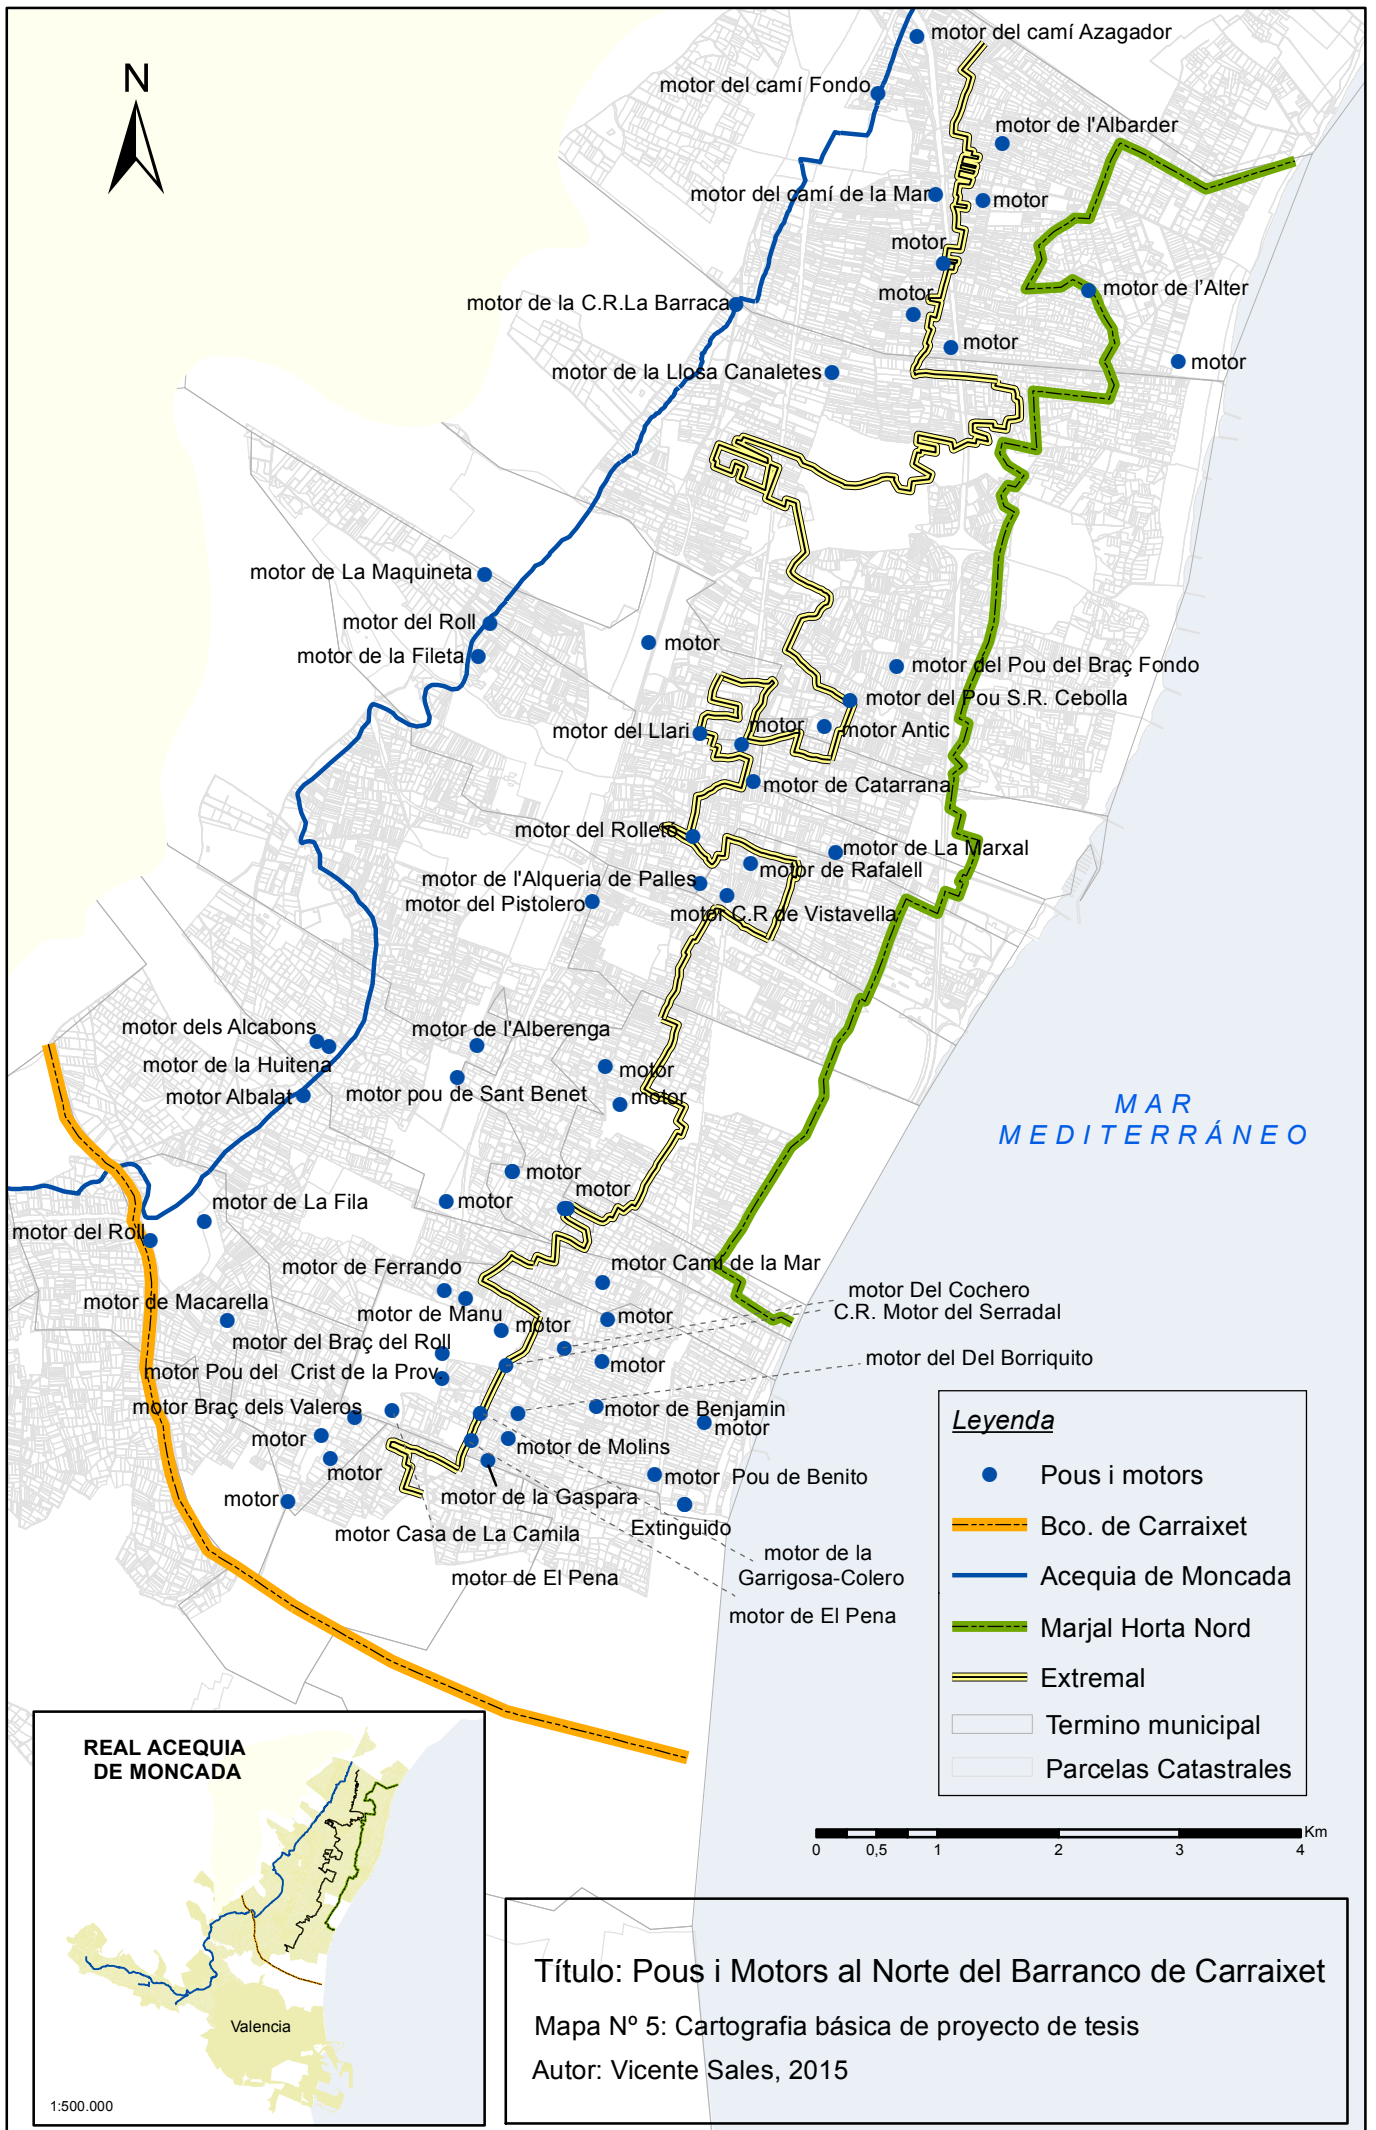 motor del camí Azagador
N
motor del camí Fondo
motor de l'Albarder
motor del camí de la Mar
motor
motor
motor de l'Alter
motor
motor de la C.R.La Barraca
motor
motor
motor de la Llosa Canaletes
motor de La Maquineta
motor del Roll
motor de la Fileta
motor
motor del Pou del Braç Fondo
motor del Pou S.R. Cebolla
motor del Llari
motor
motor Antic
motor de Catarrana
motor del Rolleto
motor de La Marxal
motor de Rafalell
motor de l'Alqueria de Palles
motor del Pistolero
motor C.R de Vistavella
motor dels Alcabons
motor de l'Alberenga
motor de la Huitena
motor
motor pou de Sant Benet
motor Albalat
motor
MAR
MEDITERRÁNEO
motor
motor
motor
motor de La Fila
motor del Roll
motor de Ferrando
motor Camí de la Mar
motor Del Cochero
motor de Macarella
motor de Manu
motor
motor
C.R. Motor del Serradal
motor del Braç del Roll
motor del Del Borriquito
motor Pou del Crist de la Prov.
motor
motor Braç dels Valeros
motor de Benjamin
motor
motor
motor de Molins
motor
motor Pou de Benito
motor
motor de la Gaspara
Extinguido
motor Casa de La Camila
motor de la
Garrigosa-Colero
motor de El Pena
motor de El Pena
Leyenda
Pous i motors
Bco. de Carraixet
Acequia de Moncada
Marjal Horta Nord
Extremal
Termino municipal
Parcelas Catastrales
Km
0 0,5 1 2 3 4
REAL ACEQUIA
DE MONCADA
Valencia
1:500.000
Título: Pous i Motors al Norte del Barranco de Carraixet
Mapa Nº 5: Cartografia básica de proyecto de tesis
Autor: Vicente Sales, 2015